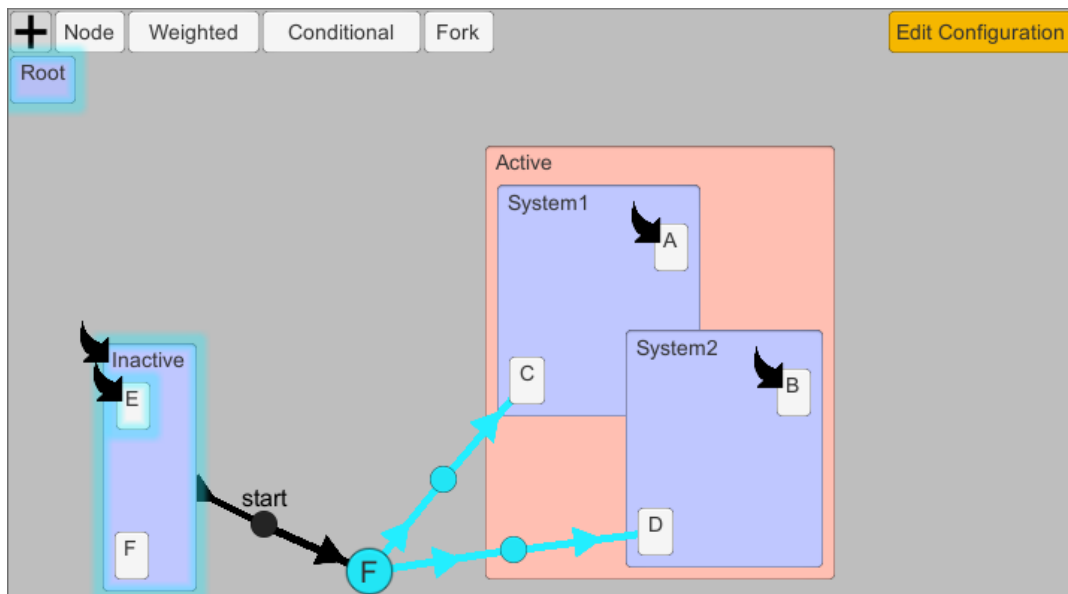 Node Weighted Conditional Fork Edit Configuration
Root
Active
System1
A
System2
Inactive
C
B
E
start
D
F
F